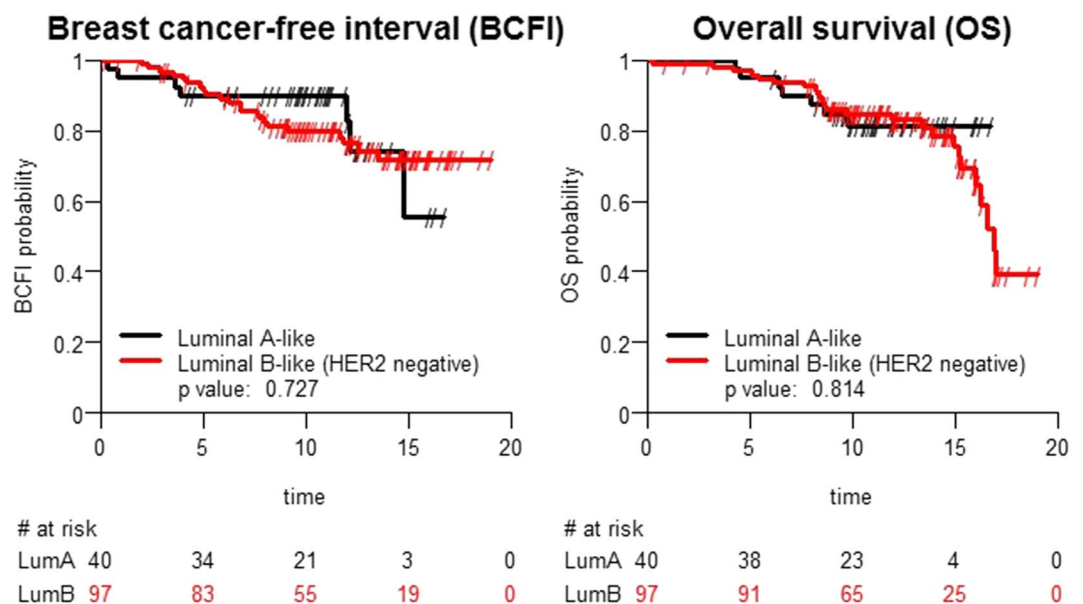 Breast cancer-free interval (BCFI)
BCFI probability
1
0.8
0.6
0.4
0.2
0
Luminal A-like
Luminal B-like (HER2 negative)
p value: 0.727
0 5 10 15 20
time
# at risk
LumA 40 34 21 3 0
LumB 97 83 55 19 0
Overall survival (OS)
OS probability
1
0.8
0.6
0.4
0.2
0
Luminal A-like
Luminal B-like (HER2 negative)
p value: 0.814
0 5 10 15 20
time
# at risk
LumA 40 38 23 4 0
LumB 97 91 65 25 0